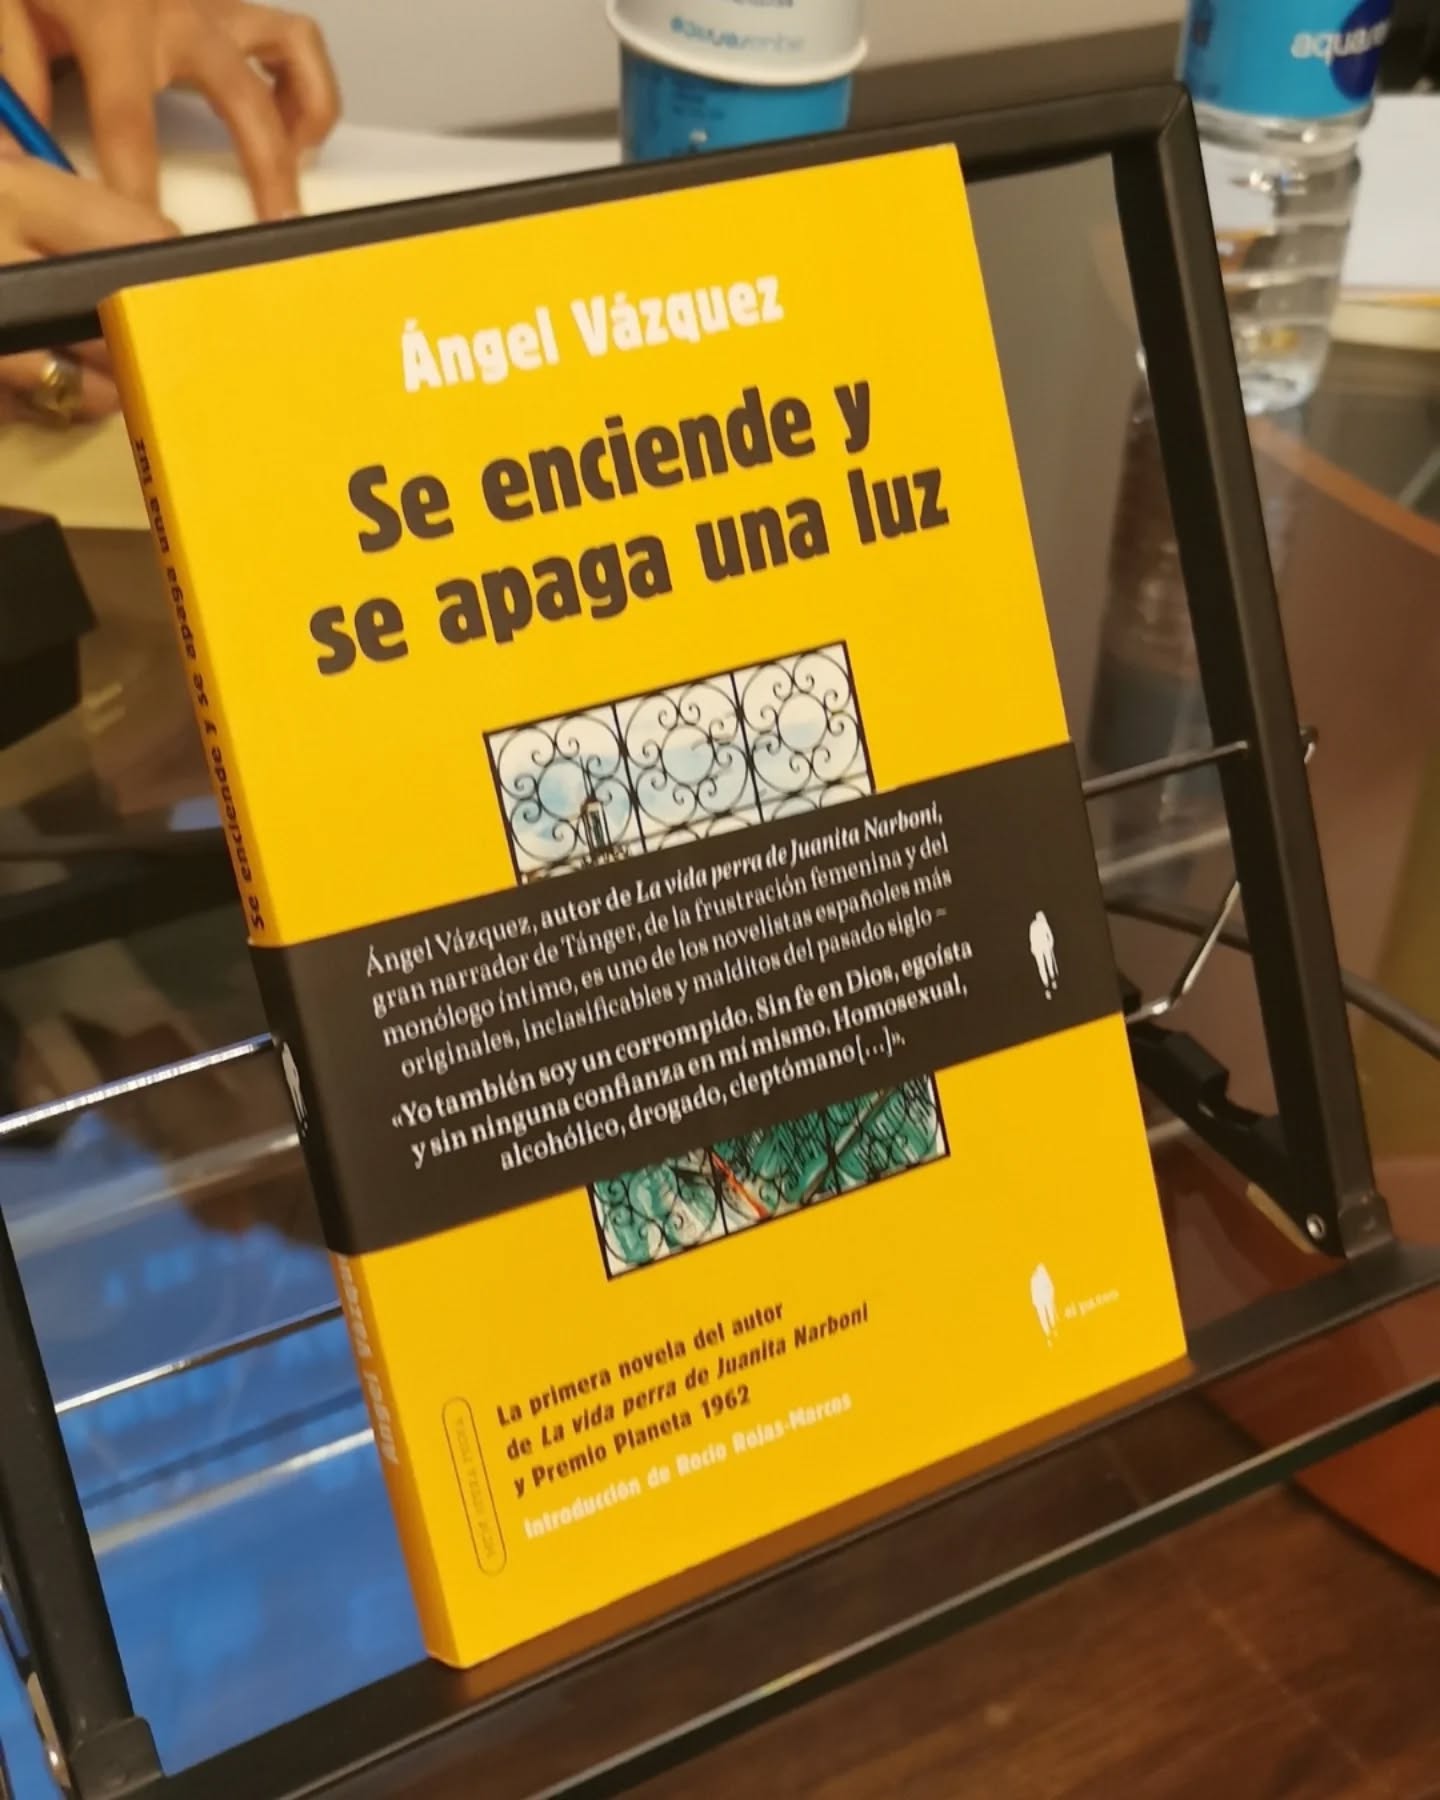 aquaservice
aquase
Ángel Vázquez
Se enciende y
se apaga una luz
Se enciende y se apaga una luz
Ángel Vázquez, autor de La vida perra de Juanita Narboni,
gran narrador de Tánger, de la frustración femenina y del
monólogo íntimo, es uno de los novelistas españoles más
originales, inclasificables y malditos del pasado siglo ~
«Yo también soy un corrompido. Sin fe en Dios, egoísta
y sin ninguna confianza en mí mismo. Homosexual,
alcohólico, drogado, cleptómano[...]».
Ángel Vázquez
La primera novela del autor
de La vida perra de Juanita Narboni
y Premio Planeta 1962
Introducción de Rocío Rojas-Marcos
el paseo